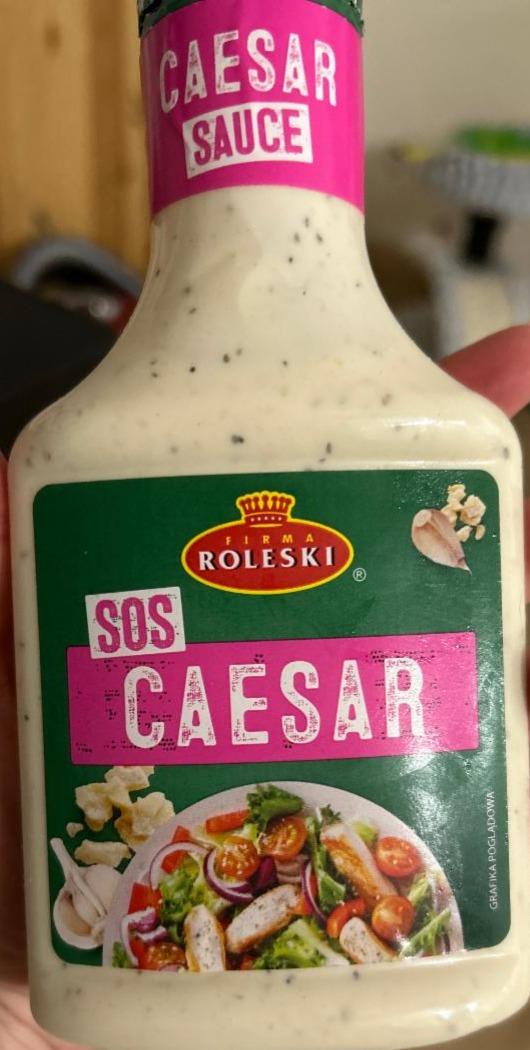 CAESAR
SAUCE
FIRMA
ROLESKI
®
SOS
CAESAR
GRAFIKA POGLĄDOWA